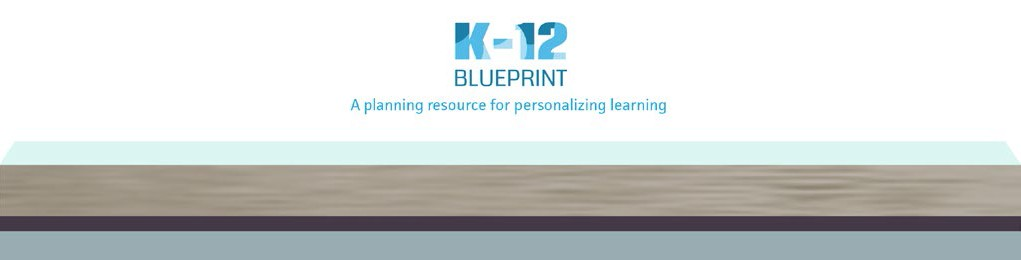 K-12
BLUEPRINT
A planning resource for personalizing learning